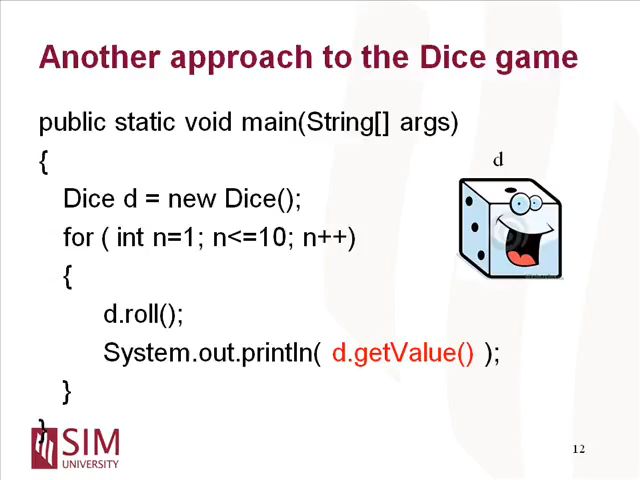 Another approach to the Dice game
public static void main(String[] args)
{
d
Dice d = new Dice();
for ( int n=1; n<=10; n++)
{
d.roll();
System.out.println( d.getValue() );
}
}
SIM
UNIVERSITY
12